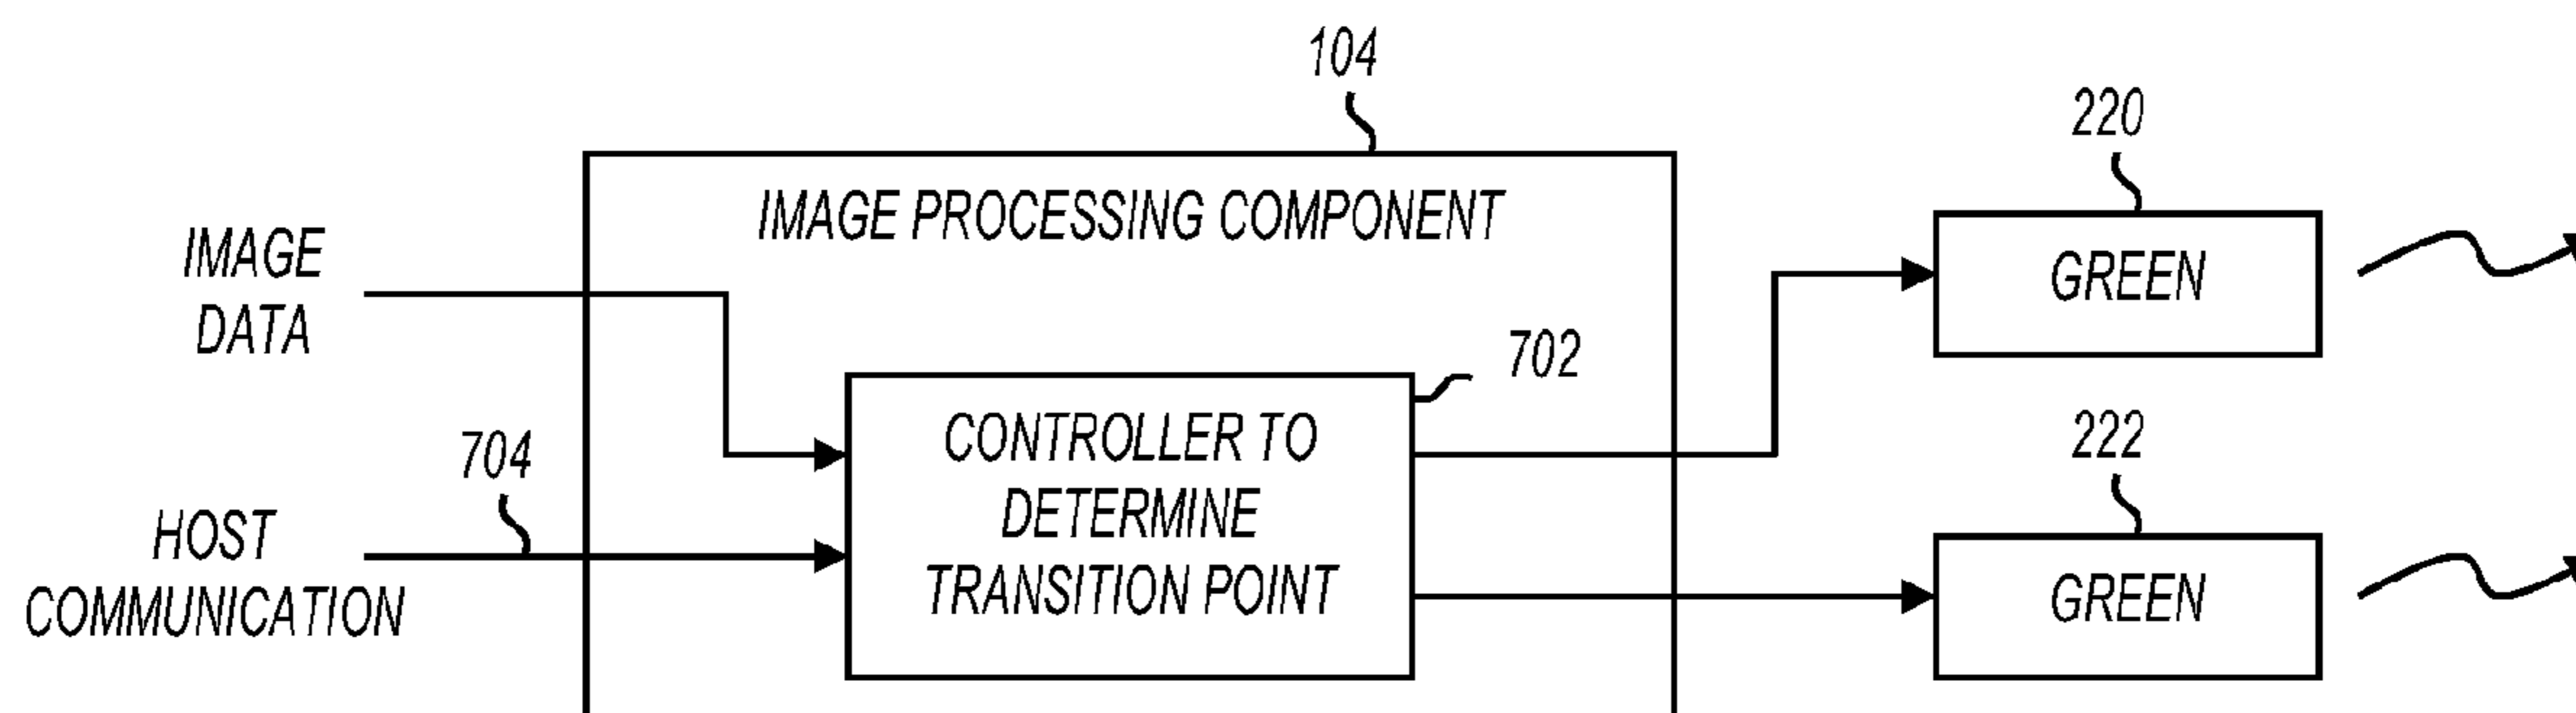 104
220
IMAGE PROCESSING COMPONENT
IMAGE
DATA
GREEN
702
CONTROLLER TO
DETERMINE
TRANSITION POINT
704
HOST
COMMUNICATION
222
GREEN